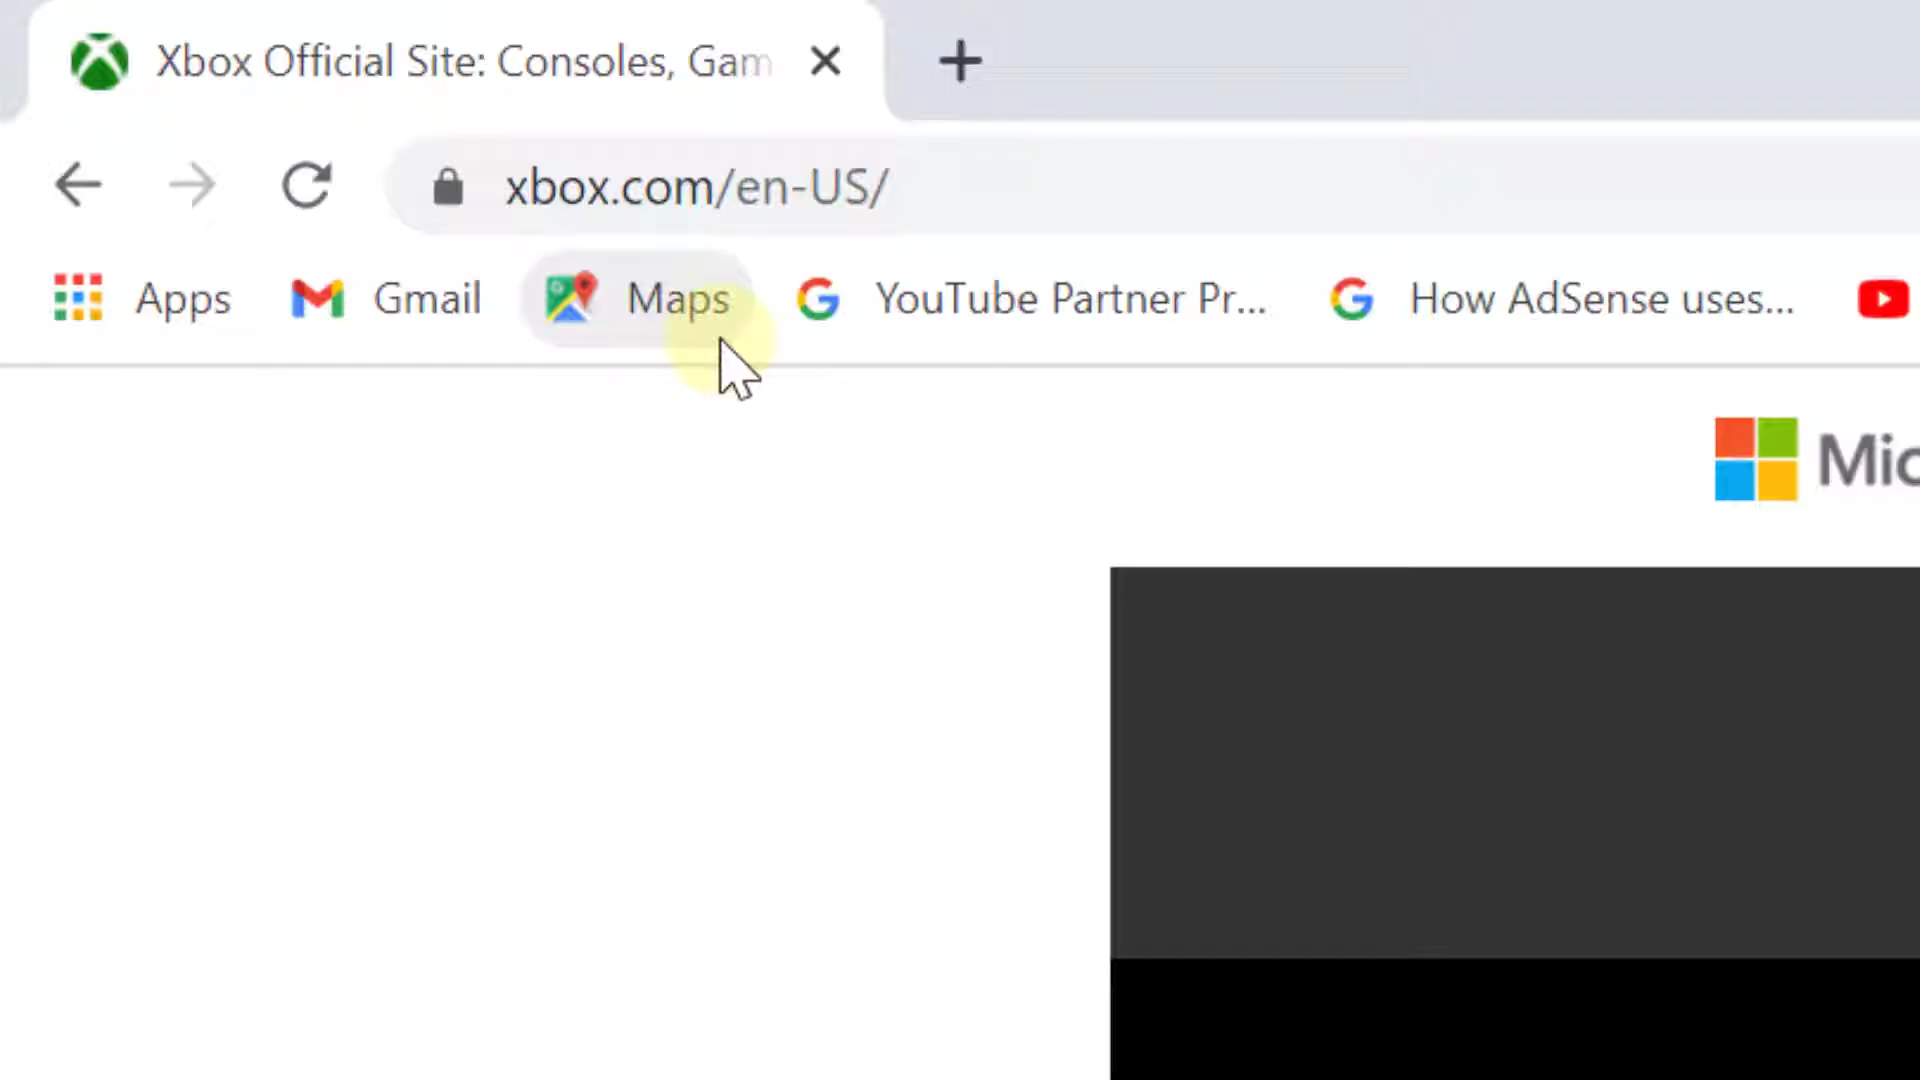 Xbox Official Site: Consoles, Gam
xbox.com/en-US/
Apps Gmail Maps YouTube Partner Pr... How AdSense uses...
Mic